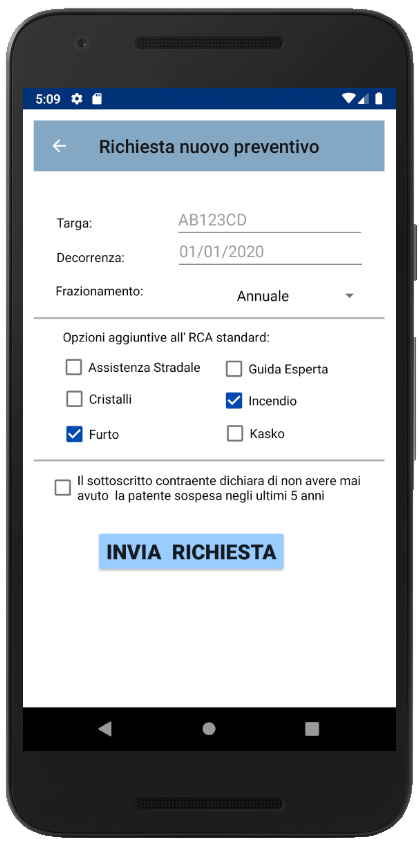 5:09
Richiesta nuovo preventivo
Targa: AB123CD
Decorrenza: 01/01/2020
Frazionamento: Annuale
Opzioni aggiuntive all' RCA standard:
Assistenza Stradale Guida Esperta
Cristalli Incendio
Furto Kasko
Il sottoscritto contraente dichiara di non avere mai
avuto la patente sospesa negli ultimi 5 anni
INVIA RICHIESTA